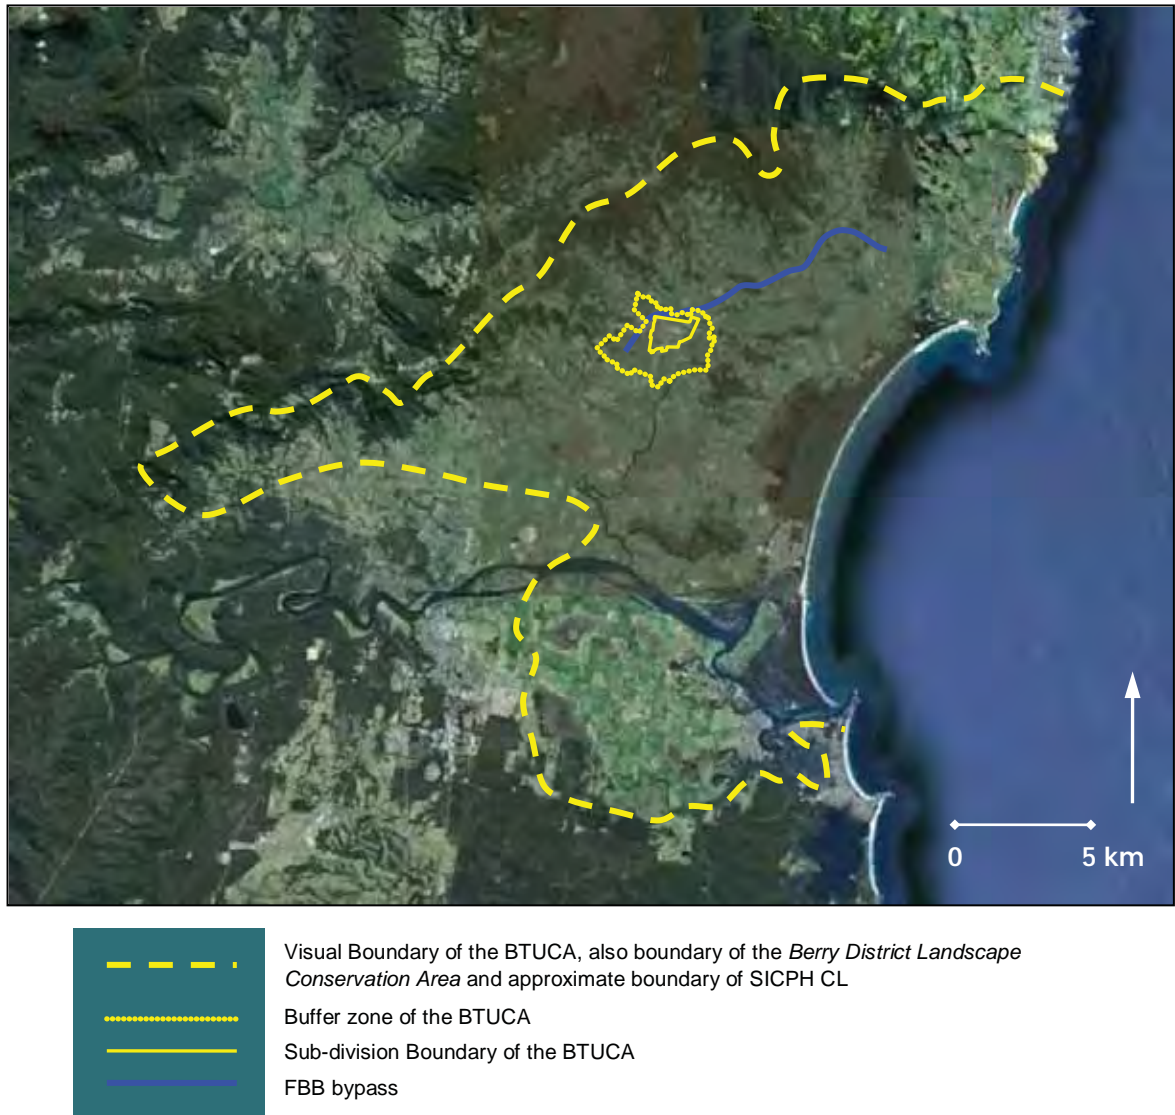 0 5 km
Visual Boundary of the BTUCA, also boundary of the Berry District Landscape
Conservation Area and approximate boundary of SICPH CL
Buffer zone of the BTUCA
Sub-division Boundary of the BTUCA
FBB bypass